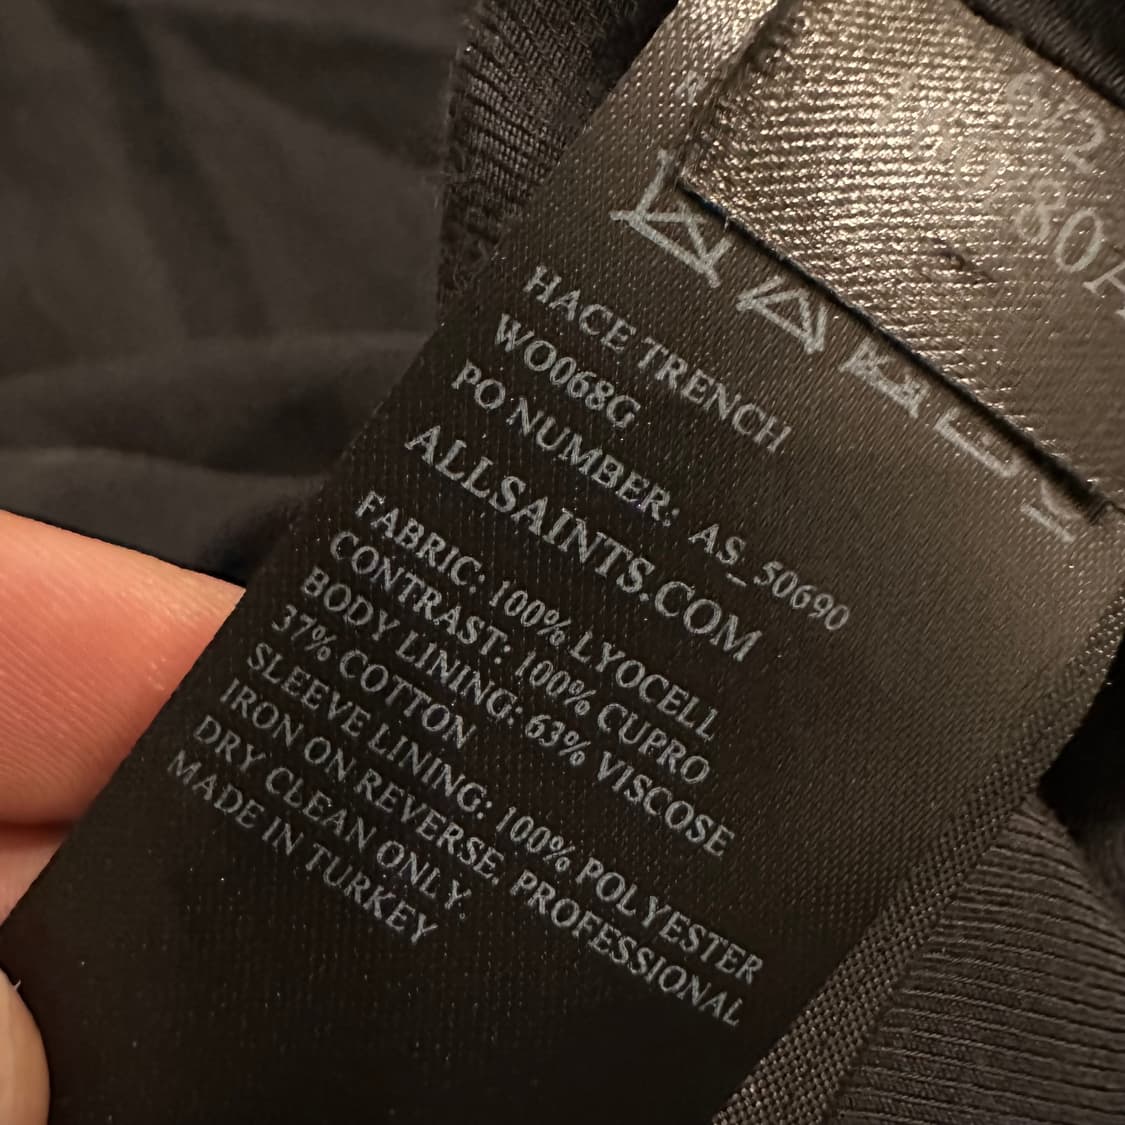 HACE TRENCH
WO068G
PO NUMBER: AS_50690
ALLSAINTS.COM
FABRIC: 100% LYOCELL
CONTRAST: 100% CUPRO
BODY LINING: 63% VISCOSE
37% COTTON
SLEEVE LINING: 100% POLYESTER
IRON ON REVERSE. PROFESSIONAL
DRY CLEAN ONLY.
MADE IN TURKEY